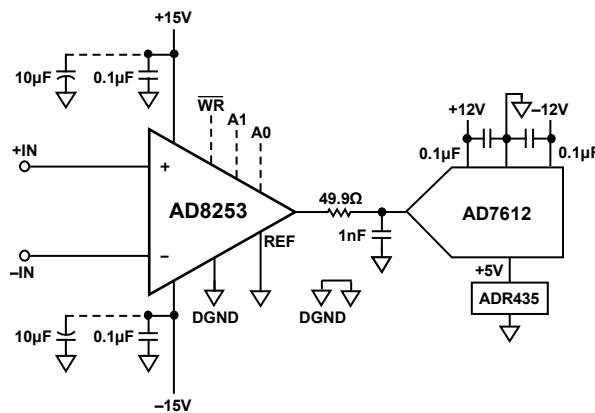 +15V
10µF
0.1µF
WR
A1
A0
+12V
–12V
0.1µF
0.1µF
+IN
+
AD8253
49.9Ω
AD7612
1nF
REF
–
–IN
+5V
DGND
DGND
ADR435
10µF
0.1µF
–15V